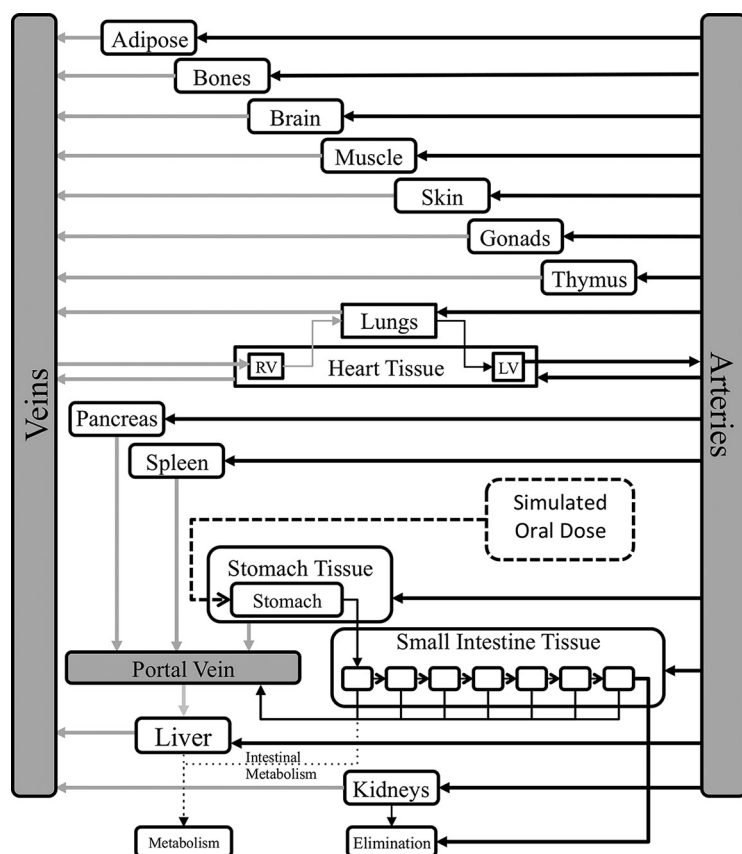 Adipose
Bones
Brain
Muscle
Skin
Gonads
Thymus
Lungs
RV
Heart Tissue
LV
Veins
Arteries
Pancreas
Spleen
Simulated
Oral Dose
Stomach Tissue
Stomach
Small Intestine Tissue
Portal Vein
Liver
Intestinal
Metabolism
Kidneys
Metabolism
Elimination